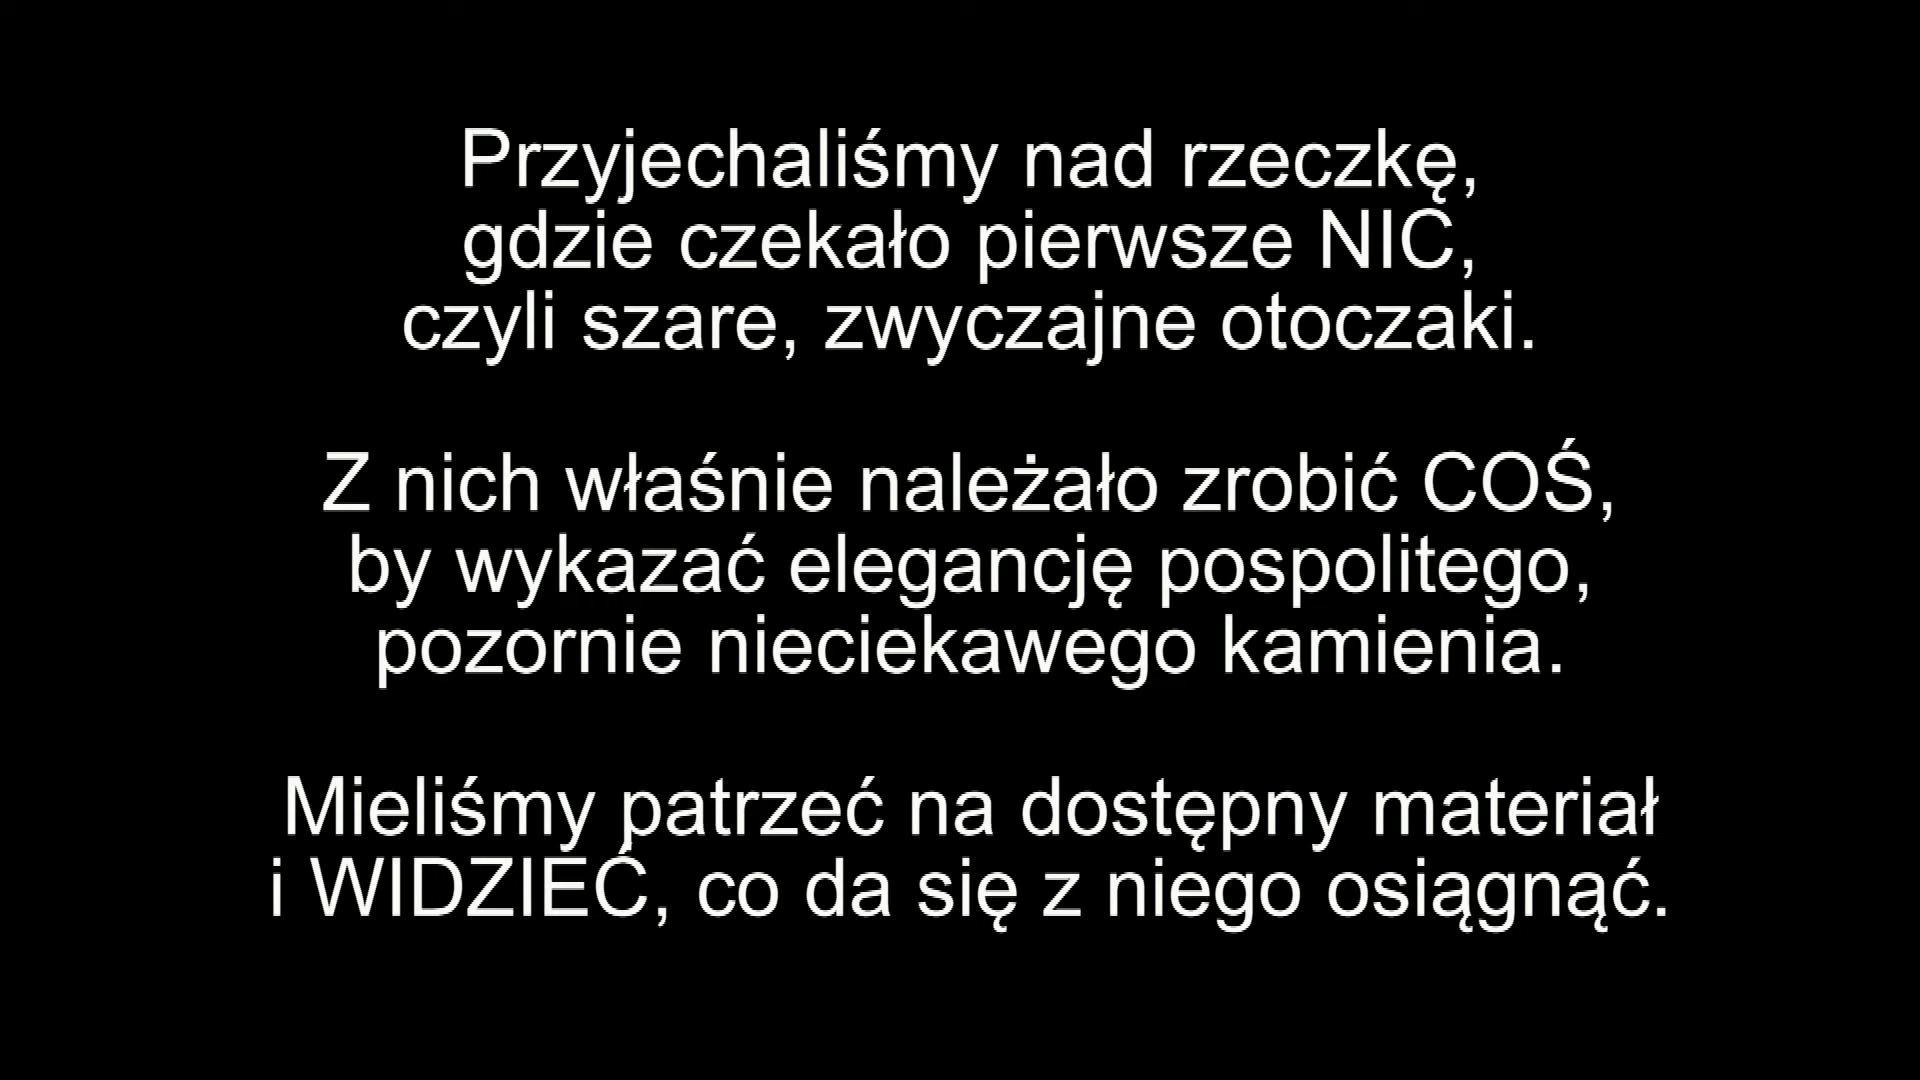 Przyjechaliśmy nad rzeczkę,
gdzie czekało pierwsze NIC,
czyli szare, zwyczajne otoczaki.
Z nich właśnie należało zrobić COŚ,
by wykazać elegancję pospolitego,
pozornie nieciekawego kamienia.
Mieliśmy patrzeć na dostępny materiał
i WIDZIEĆ, co da się z niego osiągnąć.